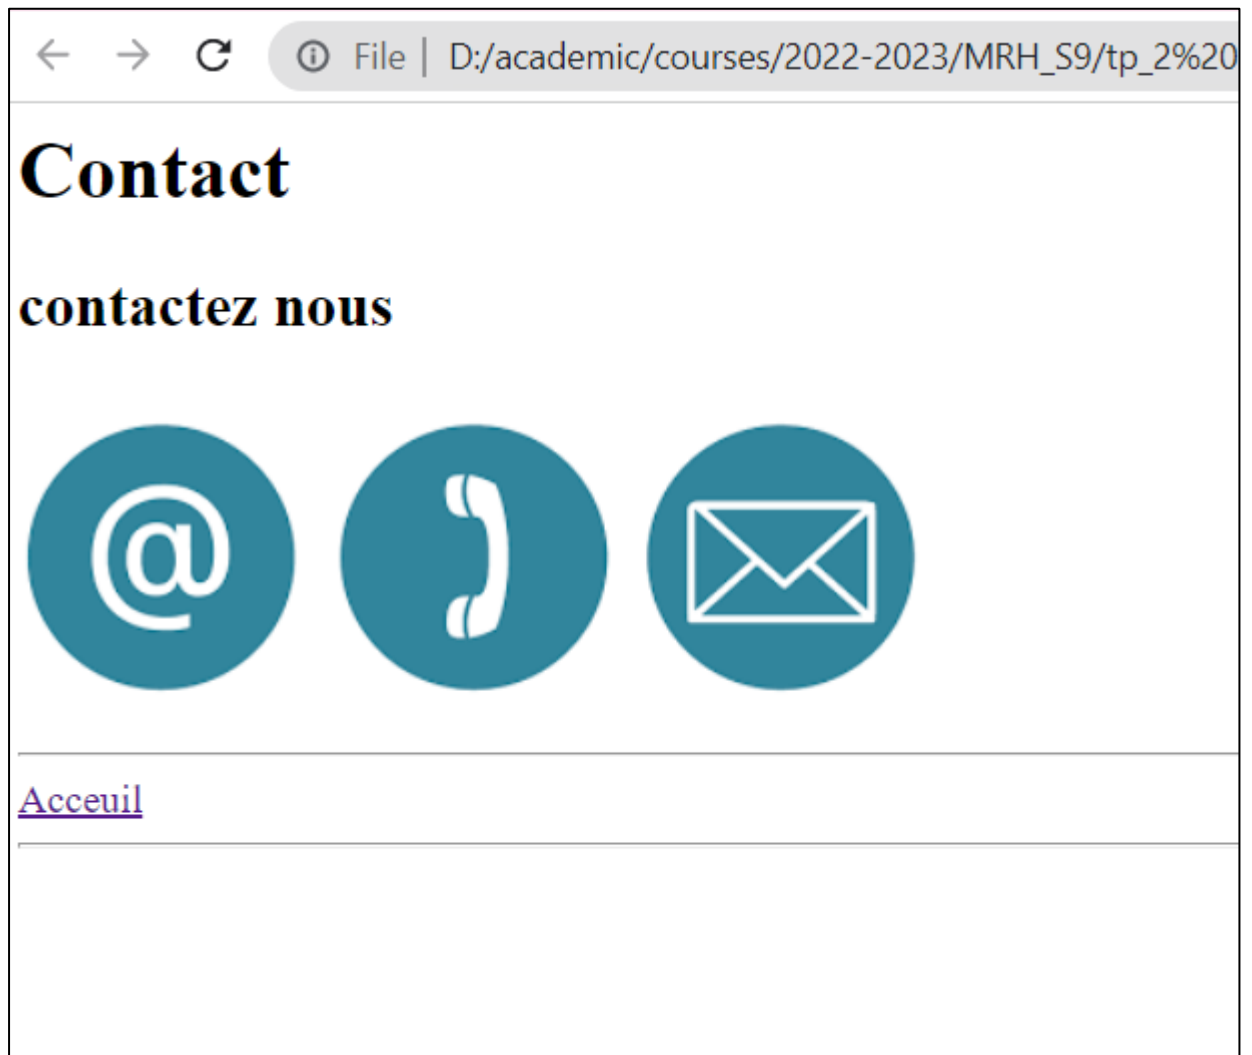 File | D:/academic/courses/2022-2023/MRH_S9/tp_2%20
Contact
contactez nous
@
Acceuil